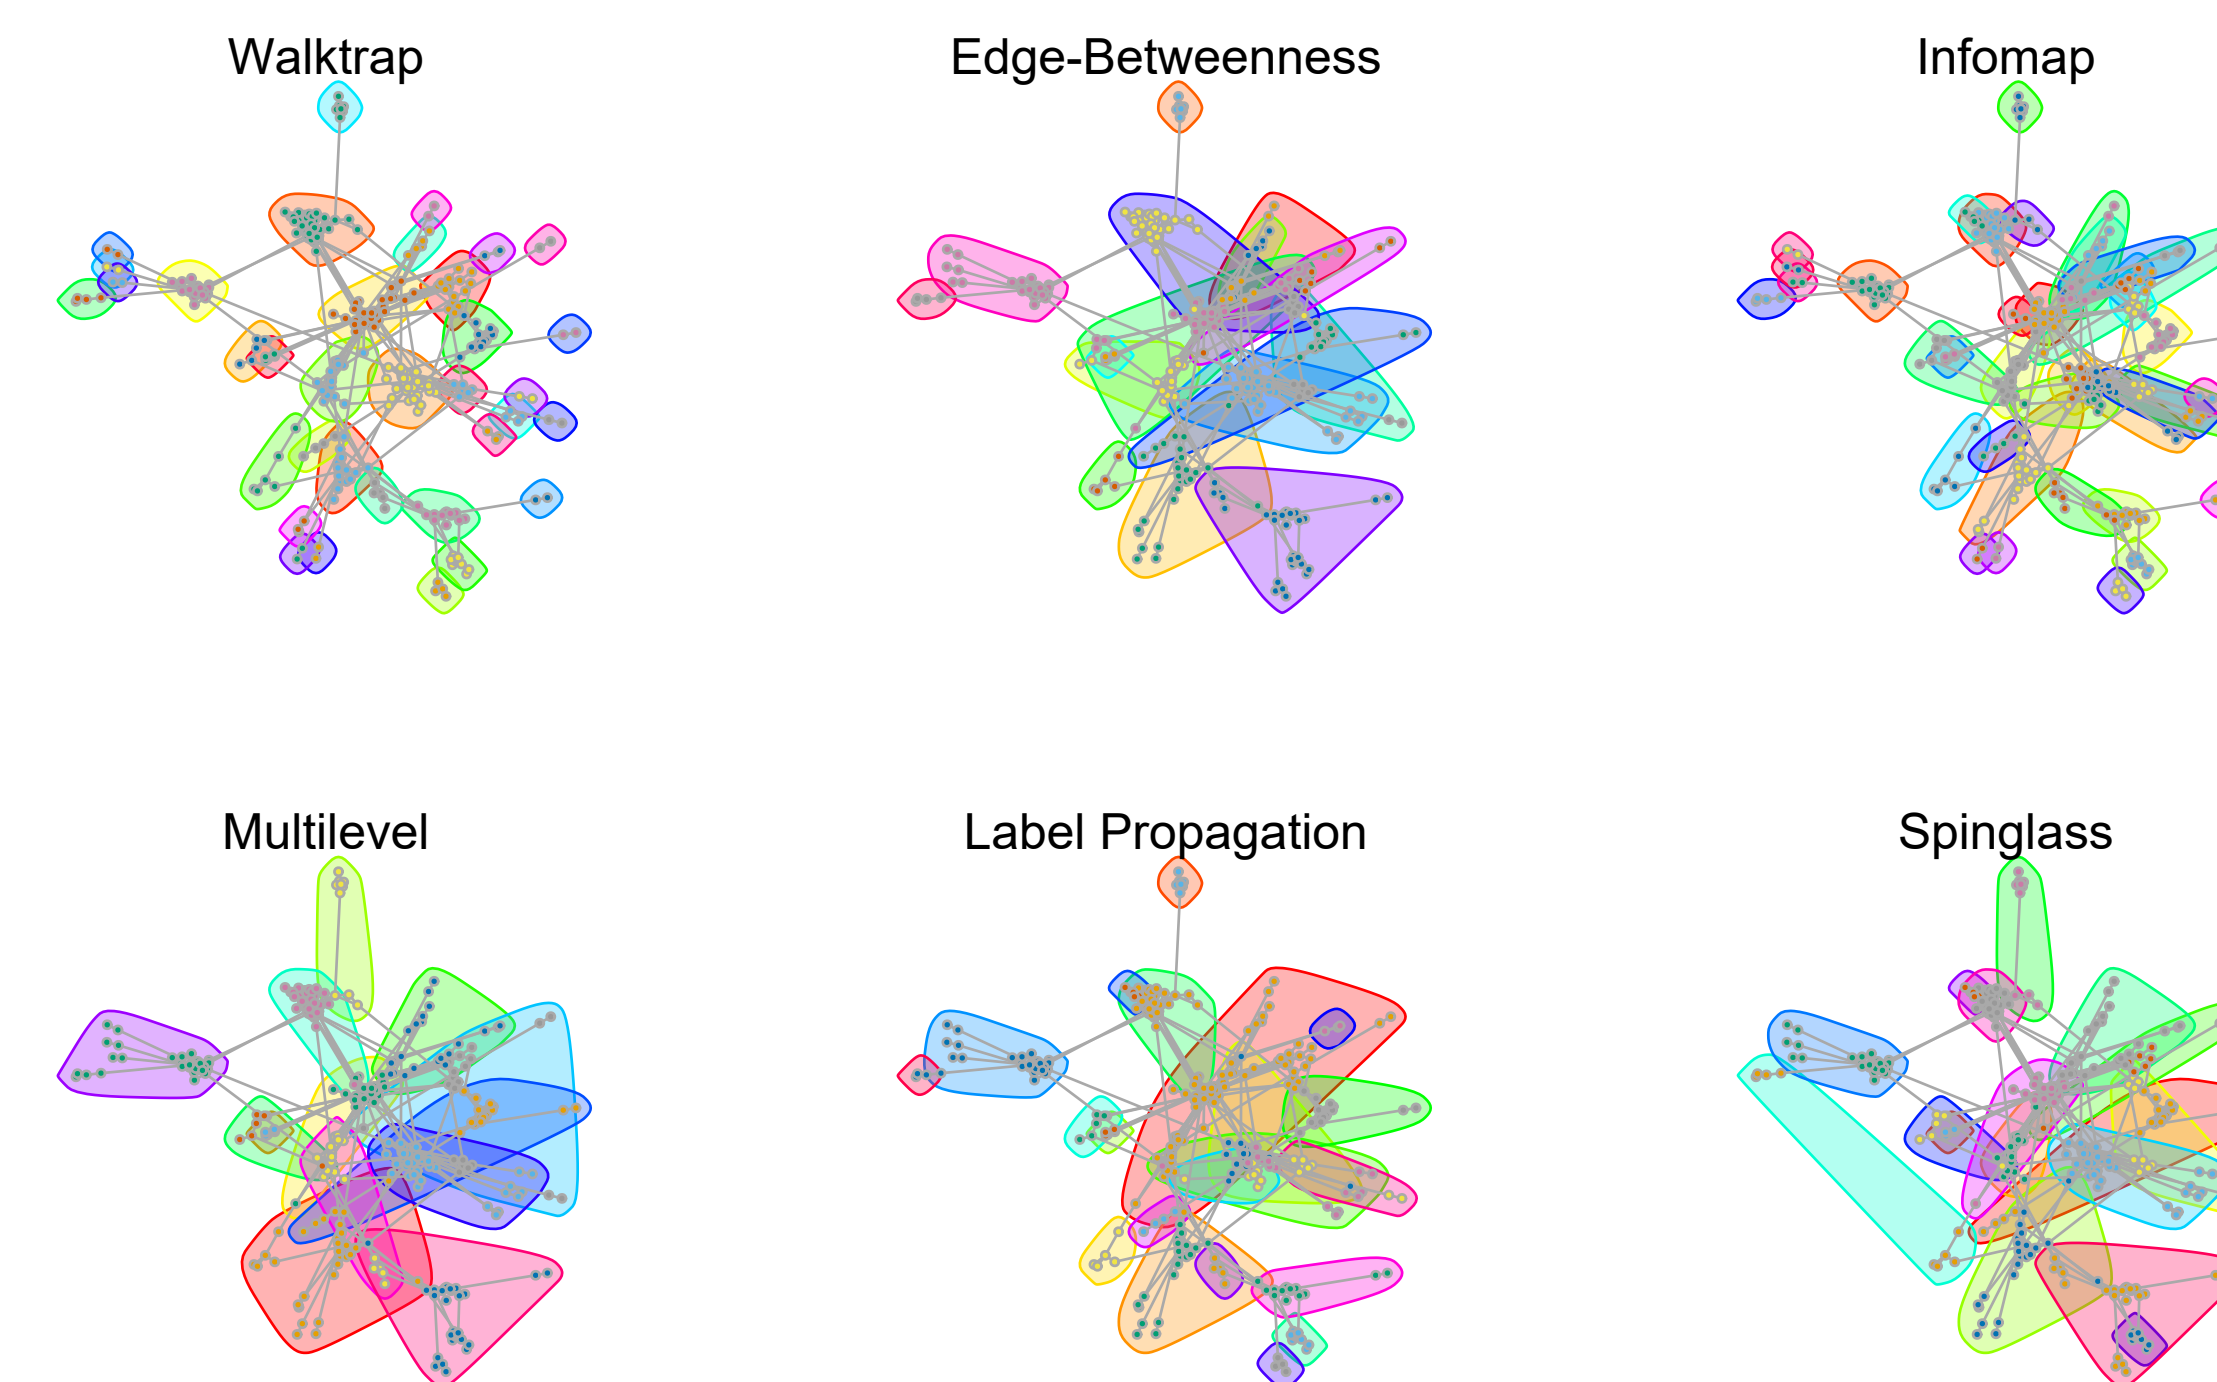 Walktrap
Edge-Betweenness
Infomap
Multilevel
Label Propagation
Spinglass